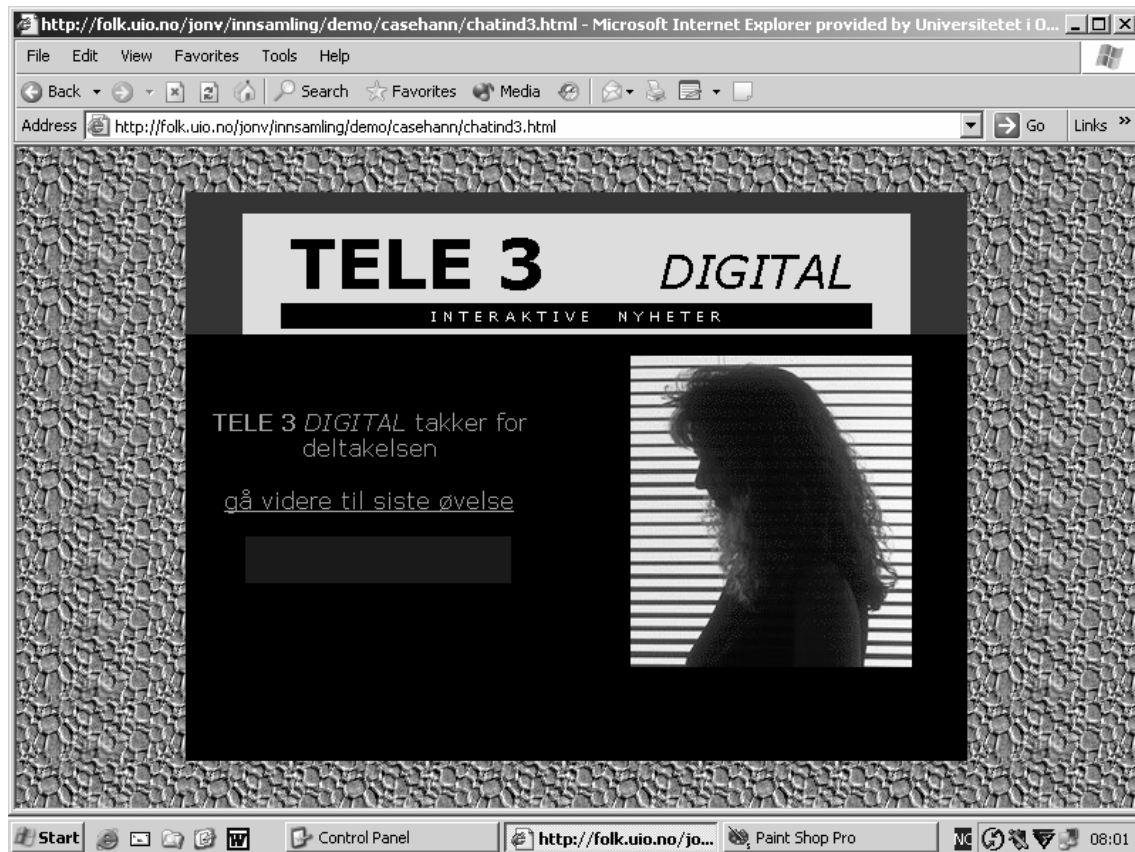 http://folk.uio.no/jonv/innsamling/demo/casehann/chatind3.html - Microsoft Internet Explorer provided by Universitetet i O...
File Edit View Favorites Tools Help
Back Search Favorites Media
Address http://folk.uio.no/jonv/innsamling/demo/casehann/chatind3.html Go Links »
TELE 3 DIGITAL
INTERAKTIVE NYHETER
TELE 3 DIGITAL takker for
deltakelsen
gå videre til siste øvelse
Start W Control Panel http://folk.uio.no/jo... Paint Shop Pro NO 08:01